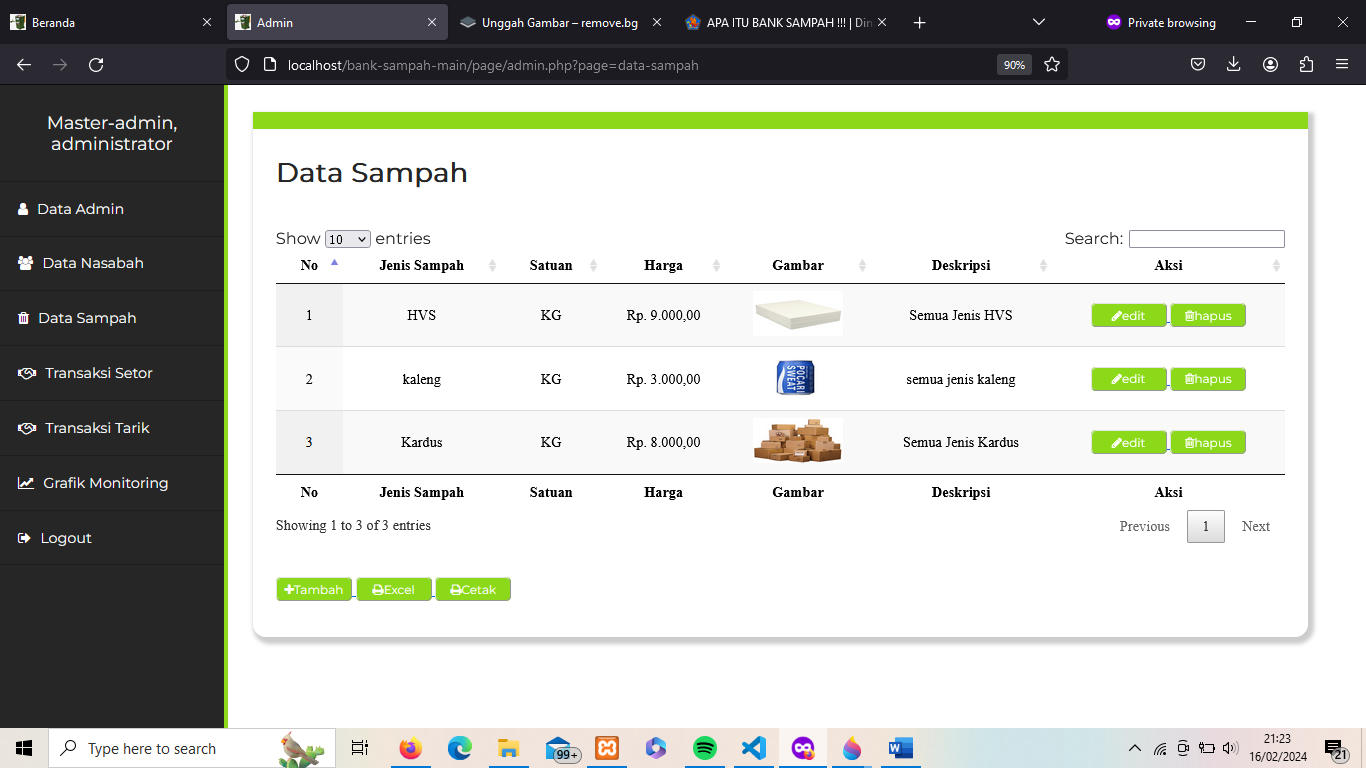 Beranda
Admin
Unggah Gambar – remove.bg
APA ITU BANK SAMPAH !!! | Din
Private browsing
localhost/bank-sampah-main/page/admin.php?page=data-sampah
90%
Master-admin,
administrator
Data Admin
Data Nasabah
Data Sampah
Transaksi Setor
Transaksi Tarik
Grafik Monitoring
Logout
Data Sampah
Show 10 entries
Search:
No Jenis Sampah Satuan Harga Gambar Deskripsi Aksi
1 HVS KG Rp. 9.000,00 Semua Jenis HVS edit hapus
2 kaleng KG Rp. 3.000,00 POCARI SWEAT semua jenis kaleng edit hapus
3 Kardus KG Rp. 8.000,00 Semua Jenis Kardus edit hapus
No Jenis Sampah Satuan Harga Gambar Deskripsi Aksi
Showing 1 to 3 of 3 entries
Previous 1 Next
Tambah Excel Cetak
Type here to search
99+
21:23
16/02/2024
21